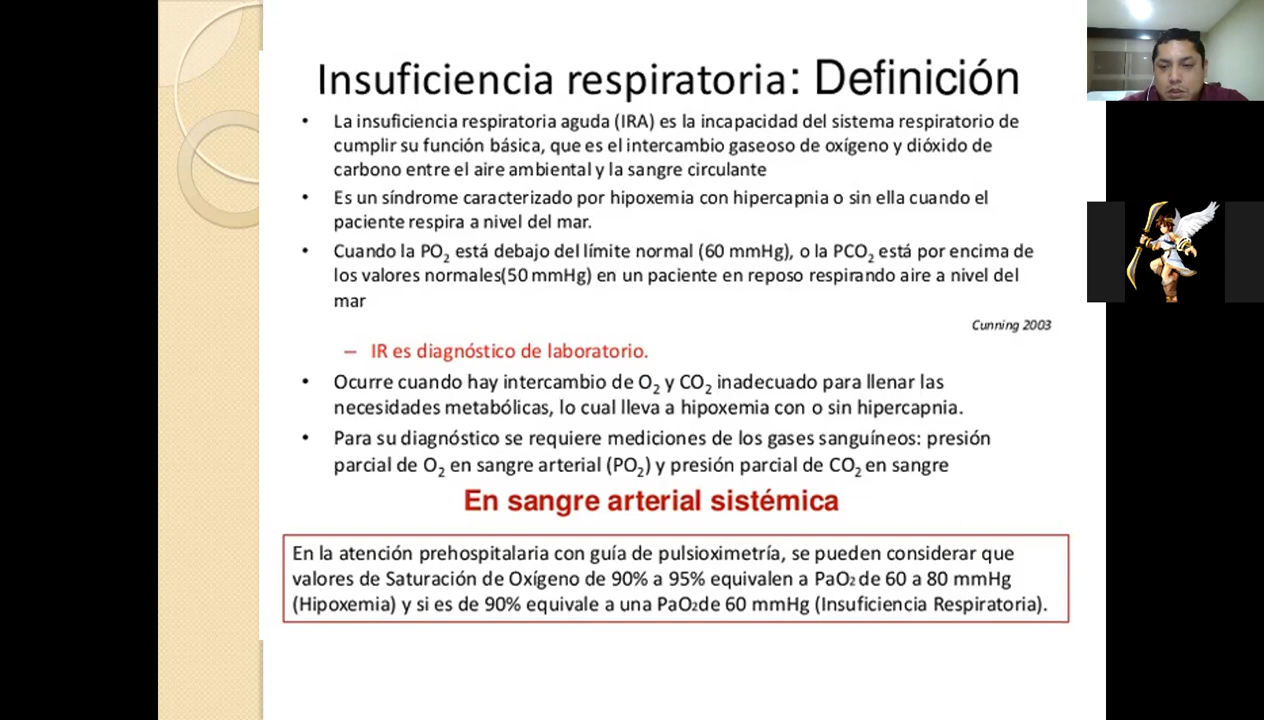 Insuficiencia respiratoria: Definición
• La insuficiencia respiratoria aguda (IRA) es la incapacidad del sistema respiratorio de
cumplir su función básica, que es el intercambio gaseoso de oxígeno y dióxido de
carbono entre el aire ambiental y la sangre circulante
• Es un síndrome caracterizado por hipoxemia con hipercapnia o sin ella cuando el
paciente respira a nivel del mar.
• Cuando la PO₂ está debajo del límite normal (60 mmHg), o la PCO₂ está por encima de
los valores normales(50 mmHg) en un paciente en reposo respirando aire a nivel del
mar
Cunning 2003
– IR es diagnóstico de laboratorio.
• Ocurre cuando hay intercambio de O₂ y CO₂ inadecuado para llenar las
necesidades metabólicas, lo cual lleva a hipoxemia con o sin hipercapnia.
• Para su diagnóstico se requiere mediciones de los gases sanguíneos: presión
parcial de O₂ en sangre arterial (PO₂) y presión parcial de CO₂ en sangre
En sangre arterial sistémica
En la atención prehospitalaria con guía de pulsioximetría, se pueden considerar que
valores de Saturación de Oxígeno de 90% a 95% equivalen a PaO₂ de 60 a 80 mmHg
(Hipoxemia) y si es de 90% equivale a una PaO₂de 60 mmHg (Insuficiencia Respiratoria).